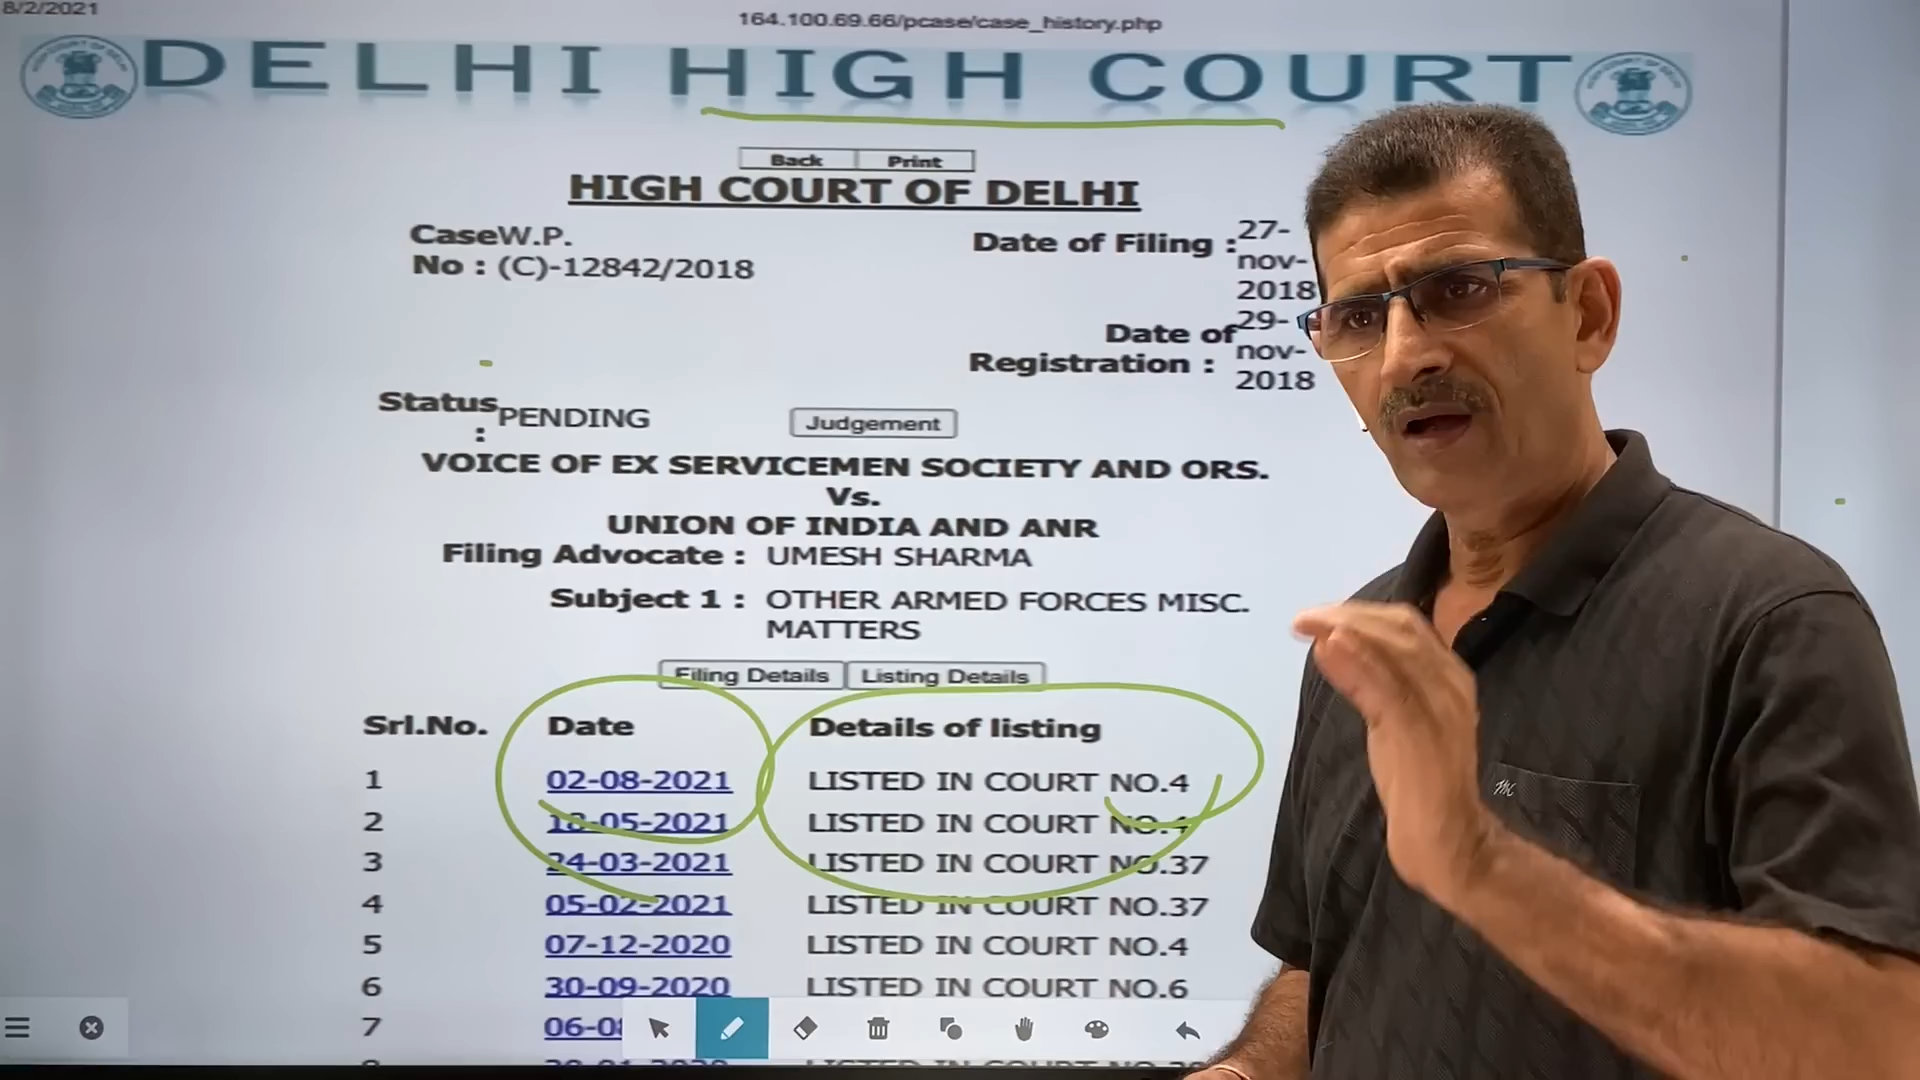 8/2/2021
164.100.69.66/pcase/case_history.php
DELHI HIGH COURT
Back Print
HIGH COURT OF DELHI
Case No : W.P. (C)-12842/2018
Date of Filing : 27-nov-2018
Date of Registration : 29-nov-2018
Status : PENDING
Judgement
VOICE OF EX SERVICEMEN SOCIETY AND ORS.
Vs.
UNION OF INDIA AND ANR
Filing Advocate : UMESH SHARMA
Subject 1 : OTHER ARMED FORCES MISC.
MATTERS
Filing Details Listing Details
Srl.No. Date Details of listing
1 02-08-2021 LISTED IN COURT NO.4
2 18-05-2021 LISTED IN COURT NO.4
3 24-03-2021 LISTED IN COURT NO.37
4 05-02-2021 LISTED IN COURT NO.37
5 07-12-2020 LISTED IN COURT NO.4
6 30-09-2020 LISTED IN COURT NO.6
7